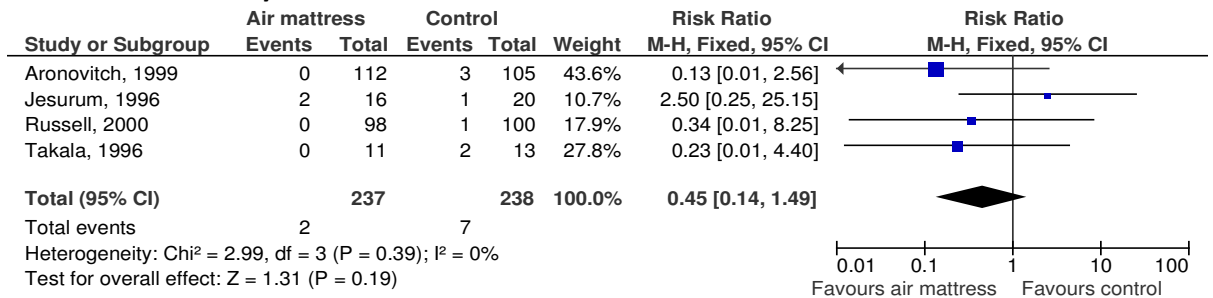 Air mattress Control Risk Ratio Risk Ratio
Study or Subgroup Events Total Events Total Weight M-H, Fixed, 95% CI M-H, Fixed, 95% CI
Aronovitch, 1999 0 112 3 105 43.6% 0.13 [0.01, 2.56]
Jesurum, 1996 2 16 1 20 10.7% 2.50 [0.25, 25.15]
Russell, 2000 0 98 1 100 17.9% 0.34 [0.01, 8.25]
Takala, 1996 0 11 2 13 27.8% 0.23 [0.01, 4.40]
Total (95% CI) 237 238 100.0% 0.45 [0.14, 1.49]
Total events 2 7
Heterogeneity: Chi² = 2.99, df = 3 (P = 0.39); I² = 0%
Test for overall effect: Z = 1.31 (P = 0.19)
0.01 0.1 1 10 100
Favours air mattress Favours control